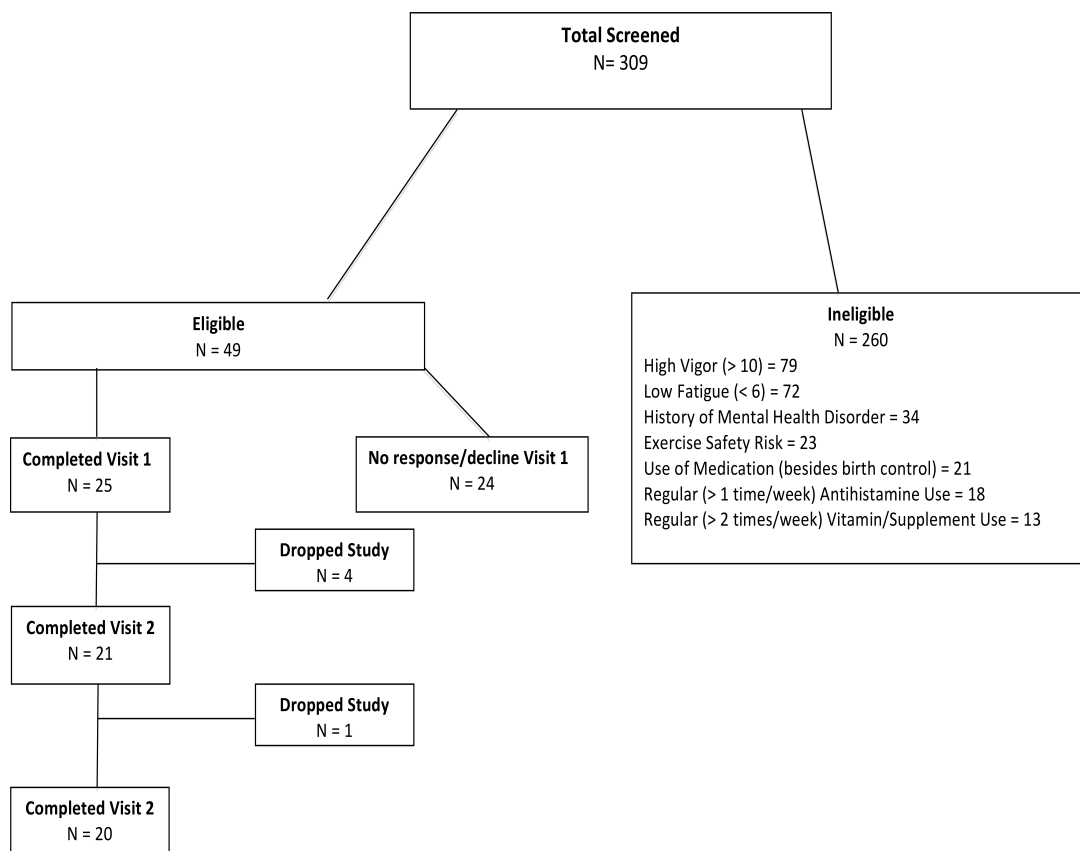 Total Screened
N= 309
Eligible
N = 49
Ineligible
N = 260
High Vigor (> 10) = 79
Low Fatigue (< 6) = 72
History of Mental Health Disorder = 34
Exercise Safety Risk = 23
Use of Medication (besides birth control) = 21
Regular (> 1 time/week) Antihistamine Use = 18
Regular (> 2 times/week) Vitamin/Supplement Use = 13
Completed Visit 1
N = 25
No response/decline Visit 1
N = 24
Dropped Study
N = 4
Completed Visit 2
N = 21
Dropped Study
N = 1
Completed Visit 2
N = 20